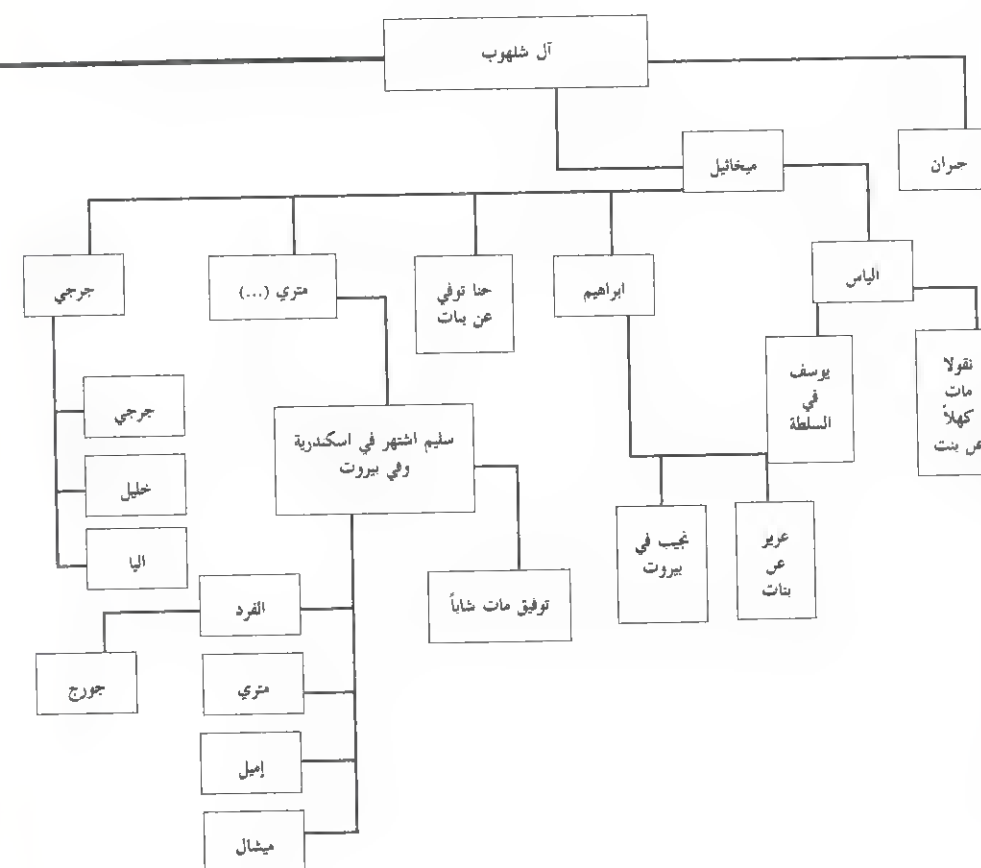 آل شلهوب
جبران
ميخائيل
الياس
ابراهيم
حنا توفي
عن بنات
متري (...)
جرجي
نقولا
مات
كهلاً
عن بنت
يوسف
في
السلطة
سليم اشتهر في اسكندرية
وفي بيروت
جرجي
خليل
اليا
عزيز
عن
بنات
نجيب في
بيروت
توفيق مات شاباً
الفرد
جورج
متري
إميل
ميشال